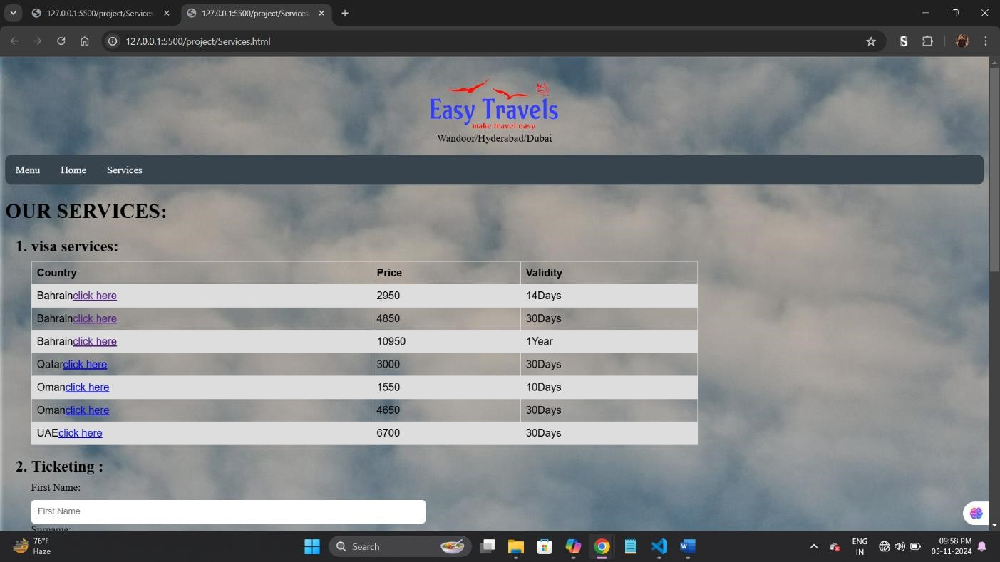 127.0.0.1:5500/project/Services.
127.0.0.1:5500/project/Services.
127.0.0.1:5500/project/Services.html
Easy Travels
make travel easy
Wandoor/Hyderabad/Dubai
Menu Home Services
OUR SERVICES:
1. visa services:
Country Price Validity
Bahrainclick here 2950 14Days
Bahrainclick here 4850 30Days
Bahrainclick here 10950 1Year
Qatarclick here 3000 30Days
Omanclick here 1550 10Days
Omanclick here 4650 30Days
UAEclick here 6700 30Days
2. Ticketing :
First Name:
First Name
Surname:
76°F
Haze
Search
ENG
IN
09:58 PM
05-11-2024